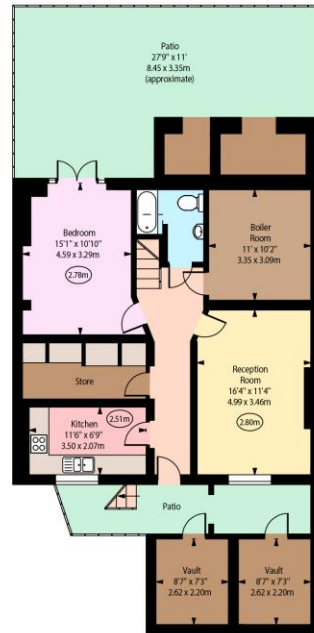 Patio
27'9" x 11'
8.45 x 3.35m
(approximate)
Bedroom
15'1" x 10'10"
4.59 x 3.29m
2.78m
Boiler
Room
11' x 10'2"
3.35 x 3.09m
Reception
Room
16'4" x 11'4"
4.99 x 3.46m
2.80m
Store
Kitchen
11'6" x 6'9"
3.50 x 2.07m
2.51m
Patio
Vault
8'7" x 7'3"
2.62 x 2.20m
Vault
8'7" x 7'3"
2.62 x 2.20m